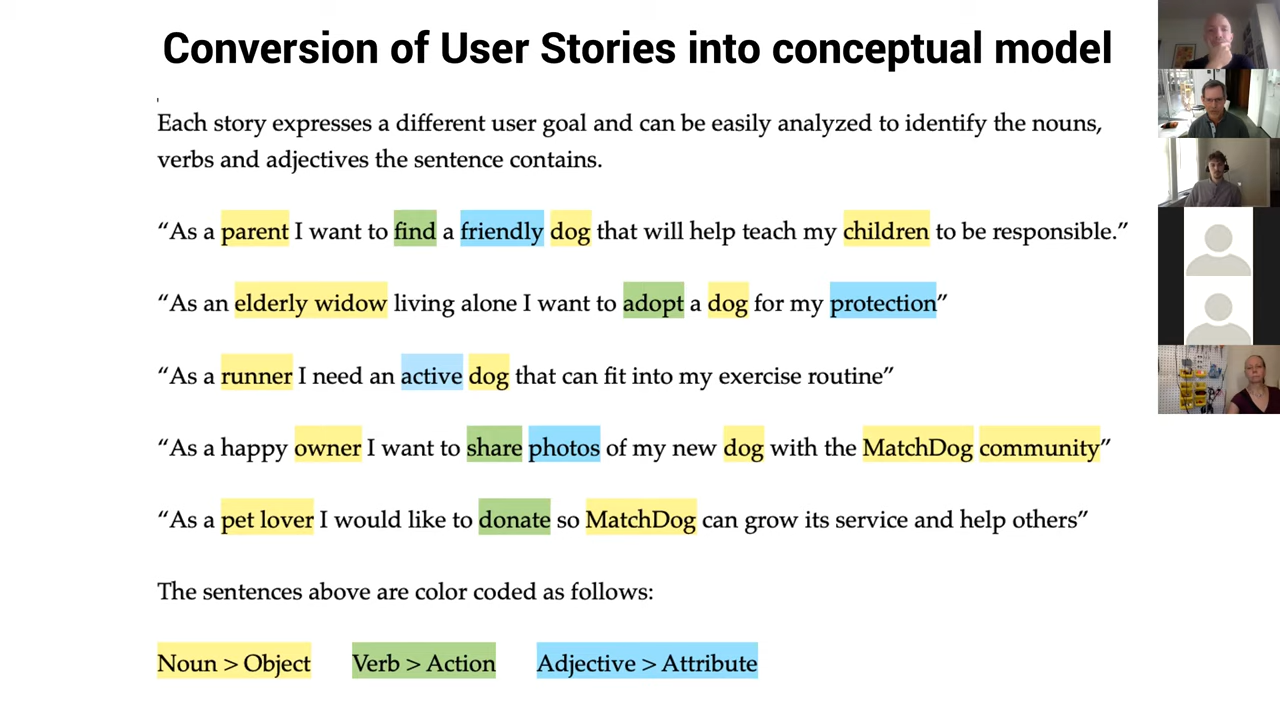 Conversion of User Stories into conceptual model
Each story expresses a different user goal and can be easily analyzed to identify the nouns,
verbs and adjectives the sentence contains.
“As a parent I want to find a friendly dog that will help teach my children to be responsible.”
“As an elderly widow living alone I want to adopt a dog for my protection”
“As a runner I need an active dog that can fit into my exercise routine”
“As a happy owner I want to share photos of my new dog with the MatchDog community”
“As a pet lover I would like to donate so MatchDog can grow its service and help others”
The sentences above are color coded as follows:
Noun > Object Verb > Action Adjective > Attribute